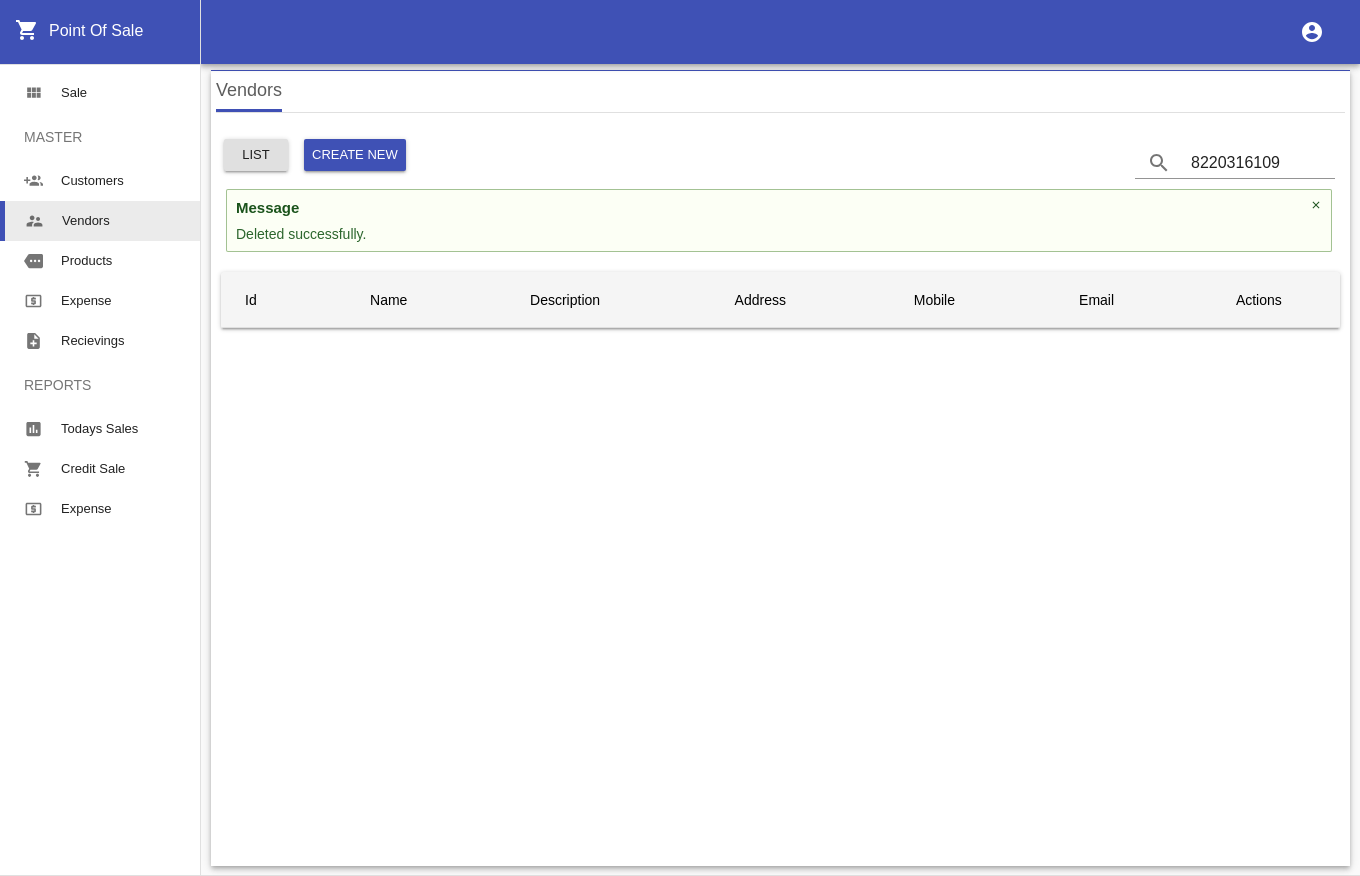 Point Of Sale
Sale
MASTER
Customers
Vendors
Products
Expense
Recievings
REPORTS
Todays Sales
Credit Sale
Expense
Vendors
LIST
CREATE NEW
8220316109
Message
×
Deleted successfully.
Id Name Description Address Mobile Email Actions